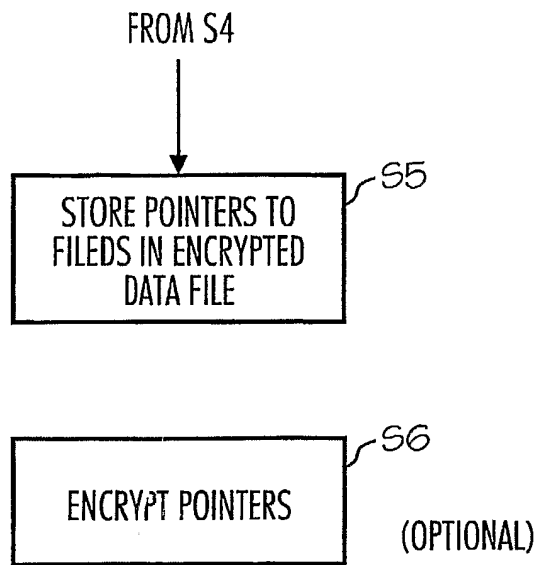 FROM S4
S5
STORE POINTERS TO
FILEDS IN ENCRYPTED
DATA FILE
S6
ENCRYPT POINTERS
(OPTIONAL)